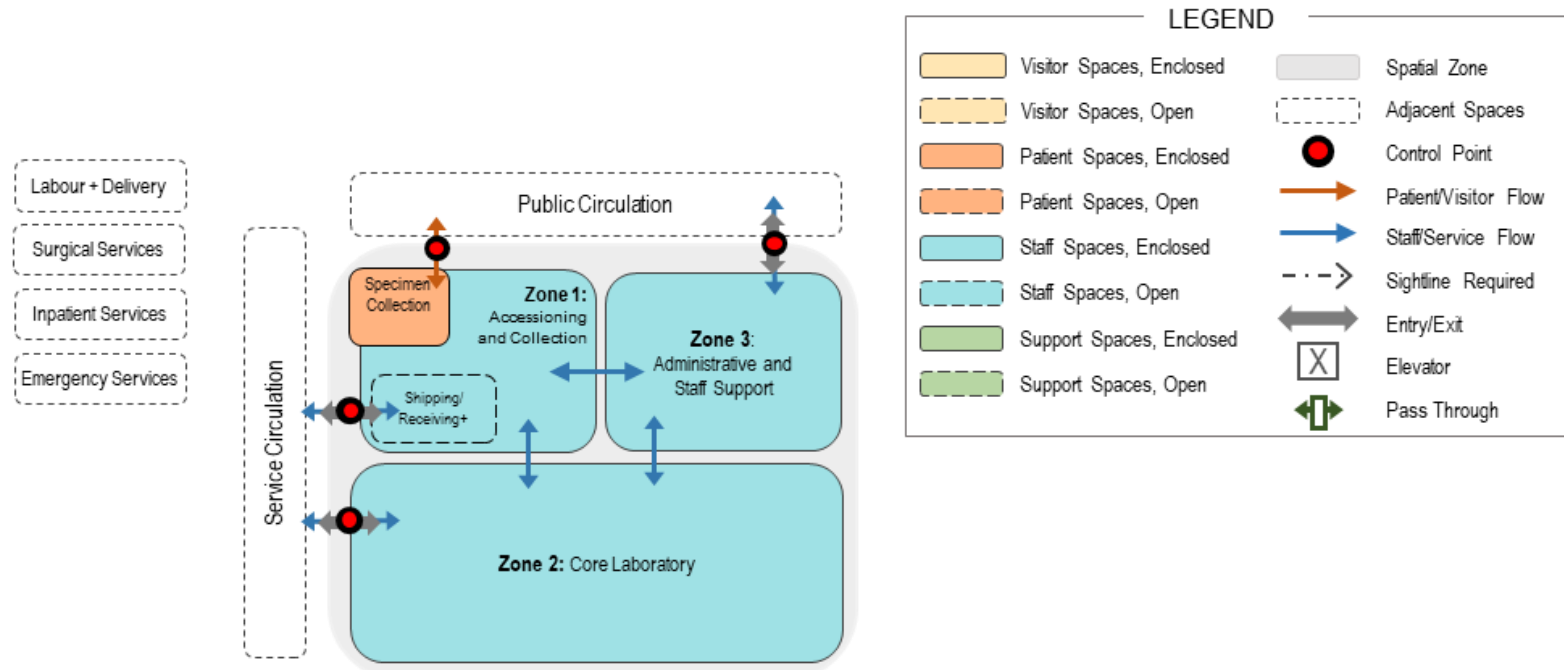 LEGEND
Visitor Spaces, Enclosed
Visitor Spaces, Open
Patient Spaces, Enclosed
Patient Spaces, Open
Staff Spaces, Enclosed
Staff Spaces, Open
Support Spaces, Enclosed
Support Spaces, Open
Spatial Zone
Adjacent Spaces
Control Point
Patient/Visitor Flow
Staff/Service Flow
Sightline Required
Entry/Exit
X
Elevator
Pass Through
Labour + Delivery
Surgical Services
Inpatient Services
Emergency Services
Service Circulation
Public Circulation
Specimen
Collection
Zone 1:
Accessioning
and Collection
Shipping/
Receiving+
Zone 3:
Administrative and
Staff Support
Zone 2: Core Laboratory